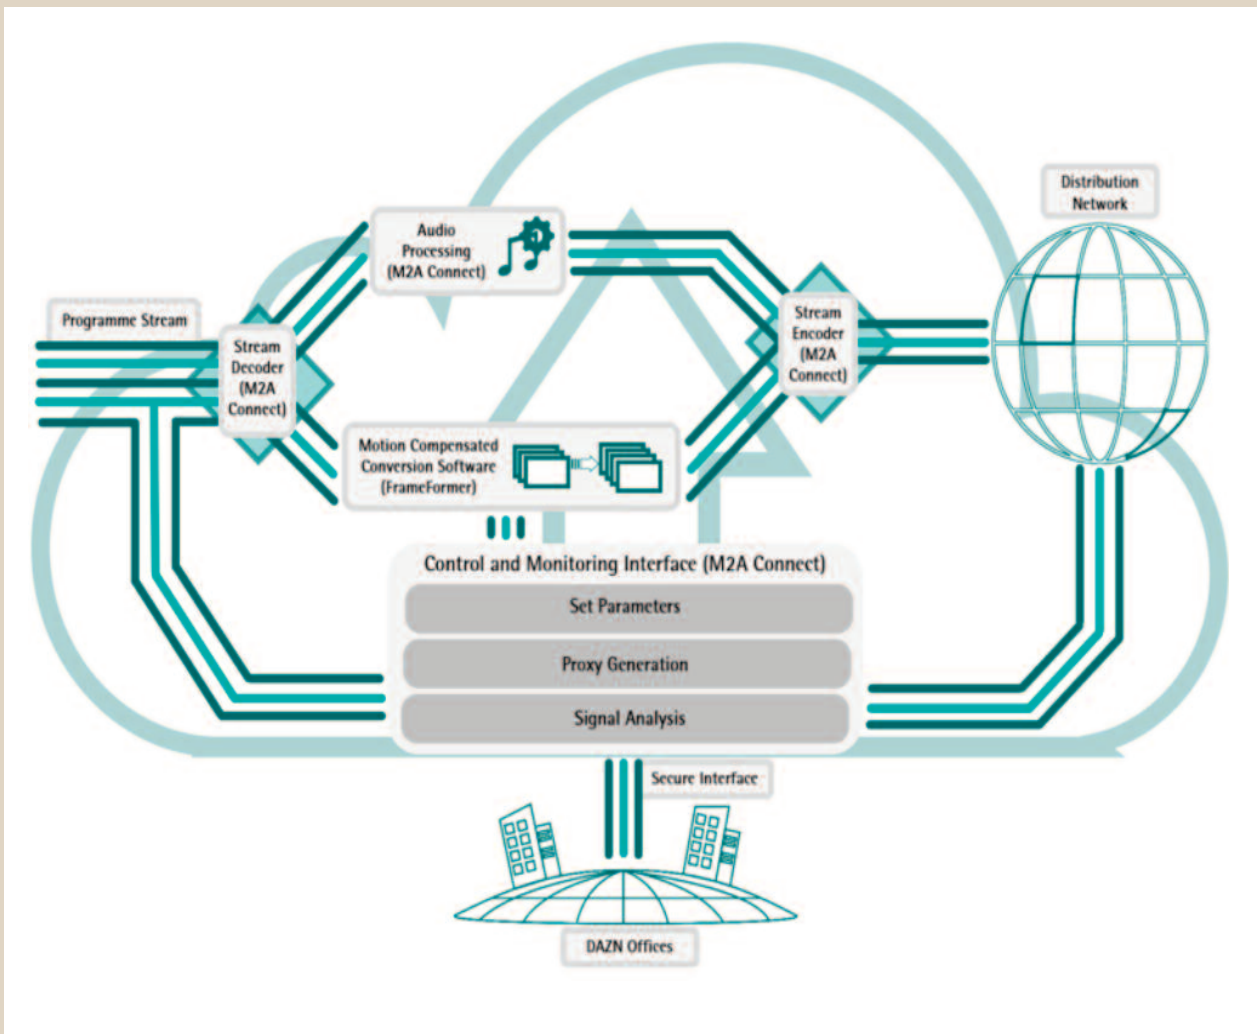 Distribution
Network
Audio
Processing
(M2A Connect)
Programme Stream
Stream
Decoder
(M2A
Connect)
Stream
Encoder
(M2A
Connect)
Motion Compensated
Conversion Software
(FrameFormer)
Control and Monitoring Interface (M2A Connect)
Set Parameters
Proxy Generation
Signal Analysis
Secure Interface
DAZN Offices